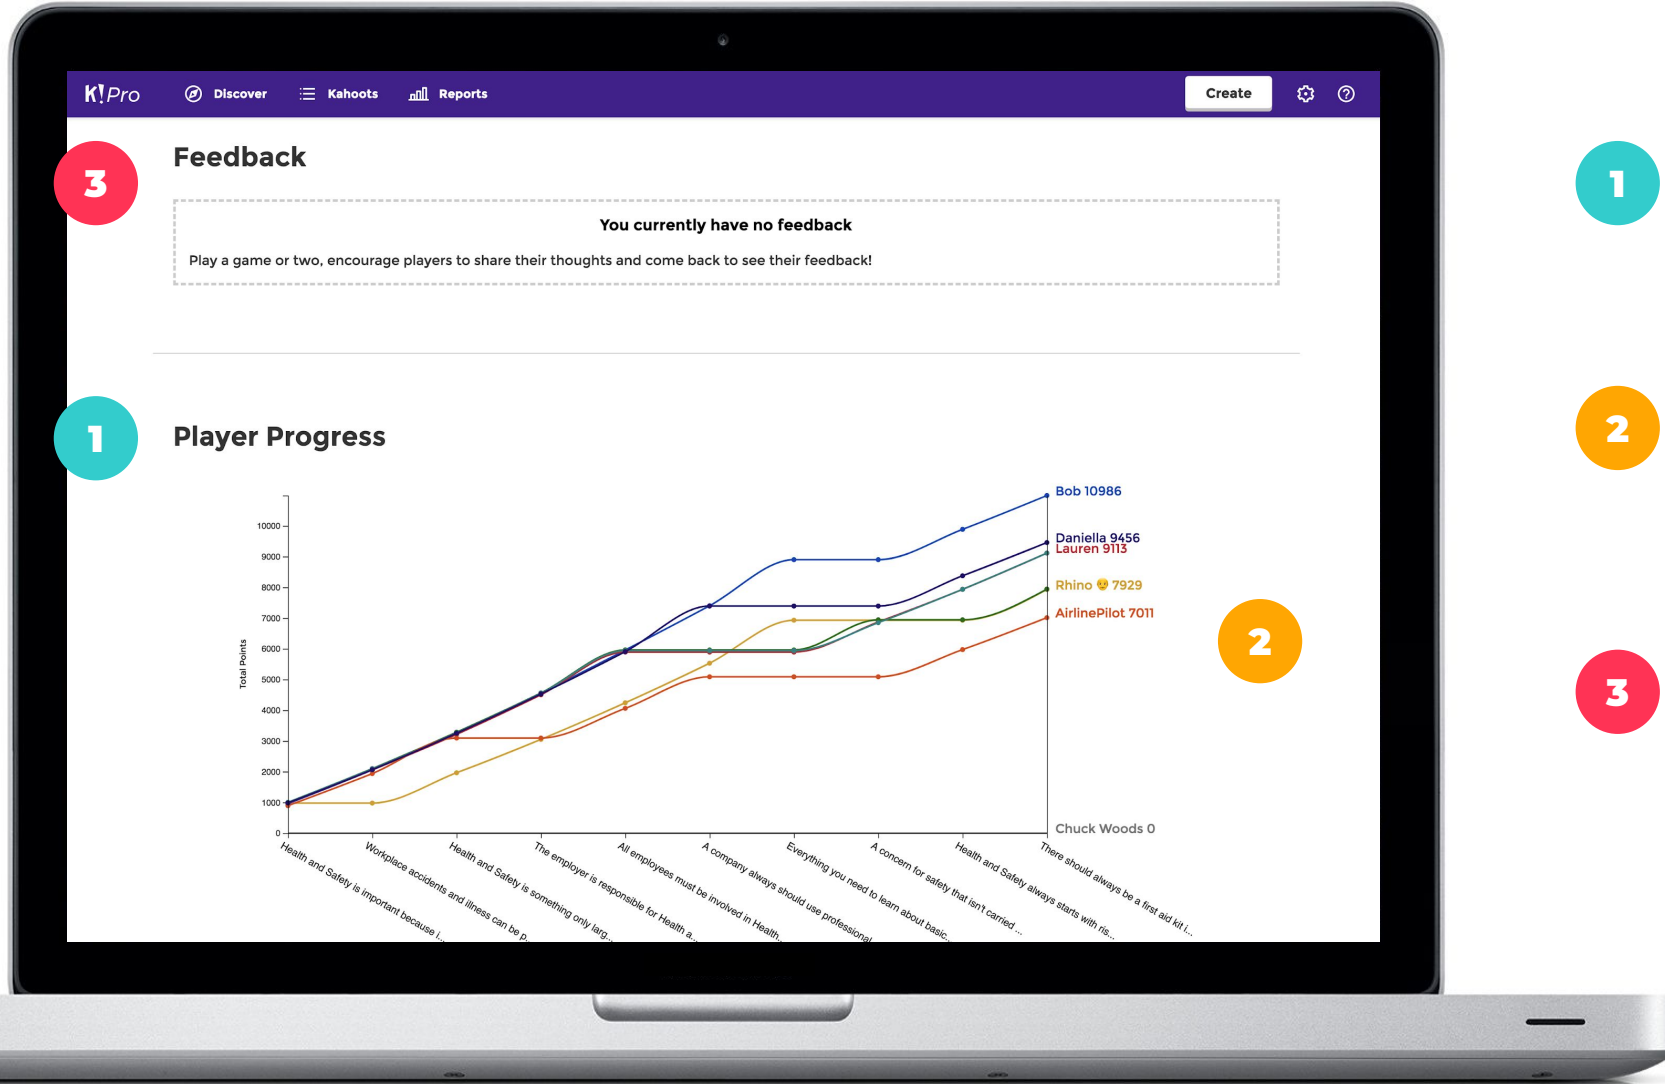 K! Pro
Discover
Kahoots
Reports
Create
3
Feedback
1
You currently have no feedback
Play a game or two, encourage players to share their thoughts and come back to see their feedback!
1
Player Progress
2
Bob 10986
10000
Daniella 9456
Lauren 9113
9000
8000
Rhino 7929
AirlinePilot 7011
7000
6000
2
5000
3
4000
3000
2000
1000
0
Total Points
Chuck Woods 0
Health and Safety is important because i...
Workplace accidents and illness can be p...
Health and Safety is something only larg...
The employer is responsible for Health a...
All employees must be involved in Health...
A company always should use professional
Everything you need to learn about basic...
A concern for safety that isn't carried ...
Health and Safety always starts with ris...
There should always be a first aid kit i...